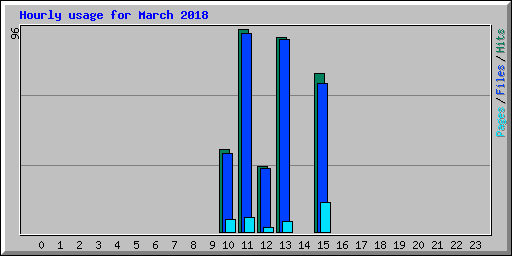 Hourly usage for March 2018
96
Pages/Files/Hits
0 1 2 3 4 5 6 7 8 9 10 11 12 13 14 15 16 17 18 19 20 21 22 23